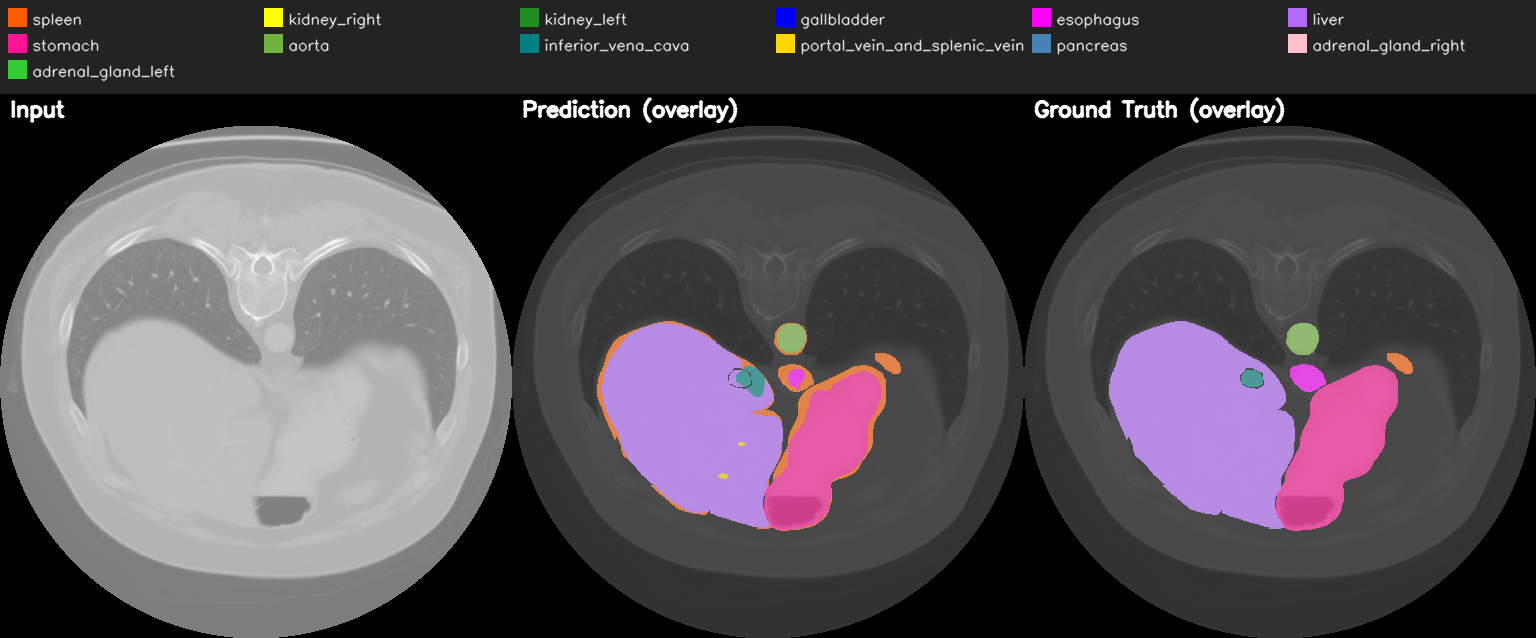 spleen kidney_right kidney_left gallbladder esophagus liver
stomach aorta inferior_vena_cava portal_vein_and_splenic_vein pancreas adrenal_gland_right
adrenal_gland_left
Input Prediction (overlay) Ground Truth (overlay)